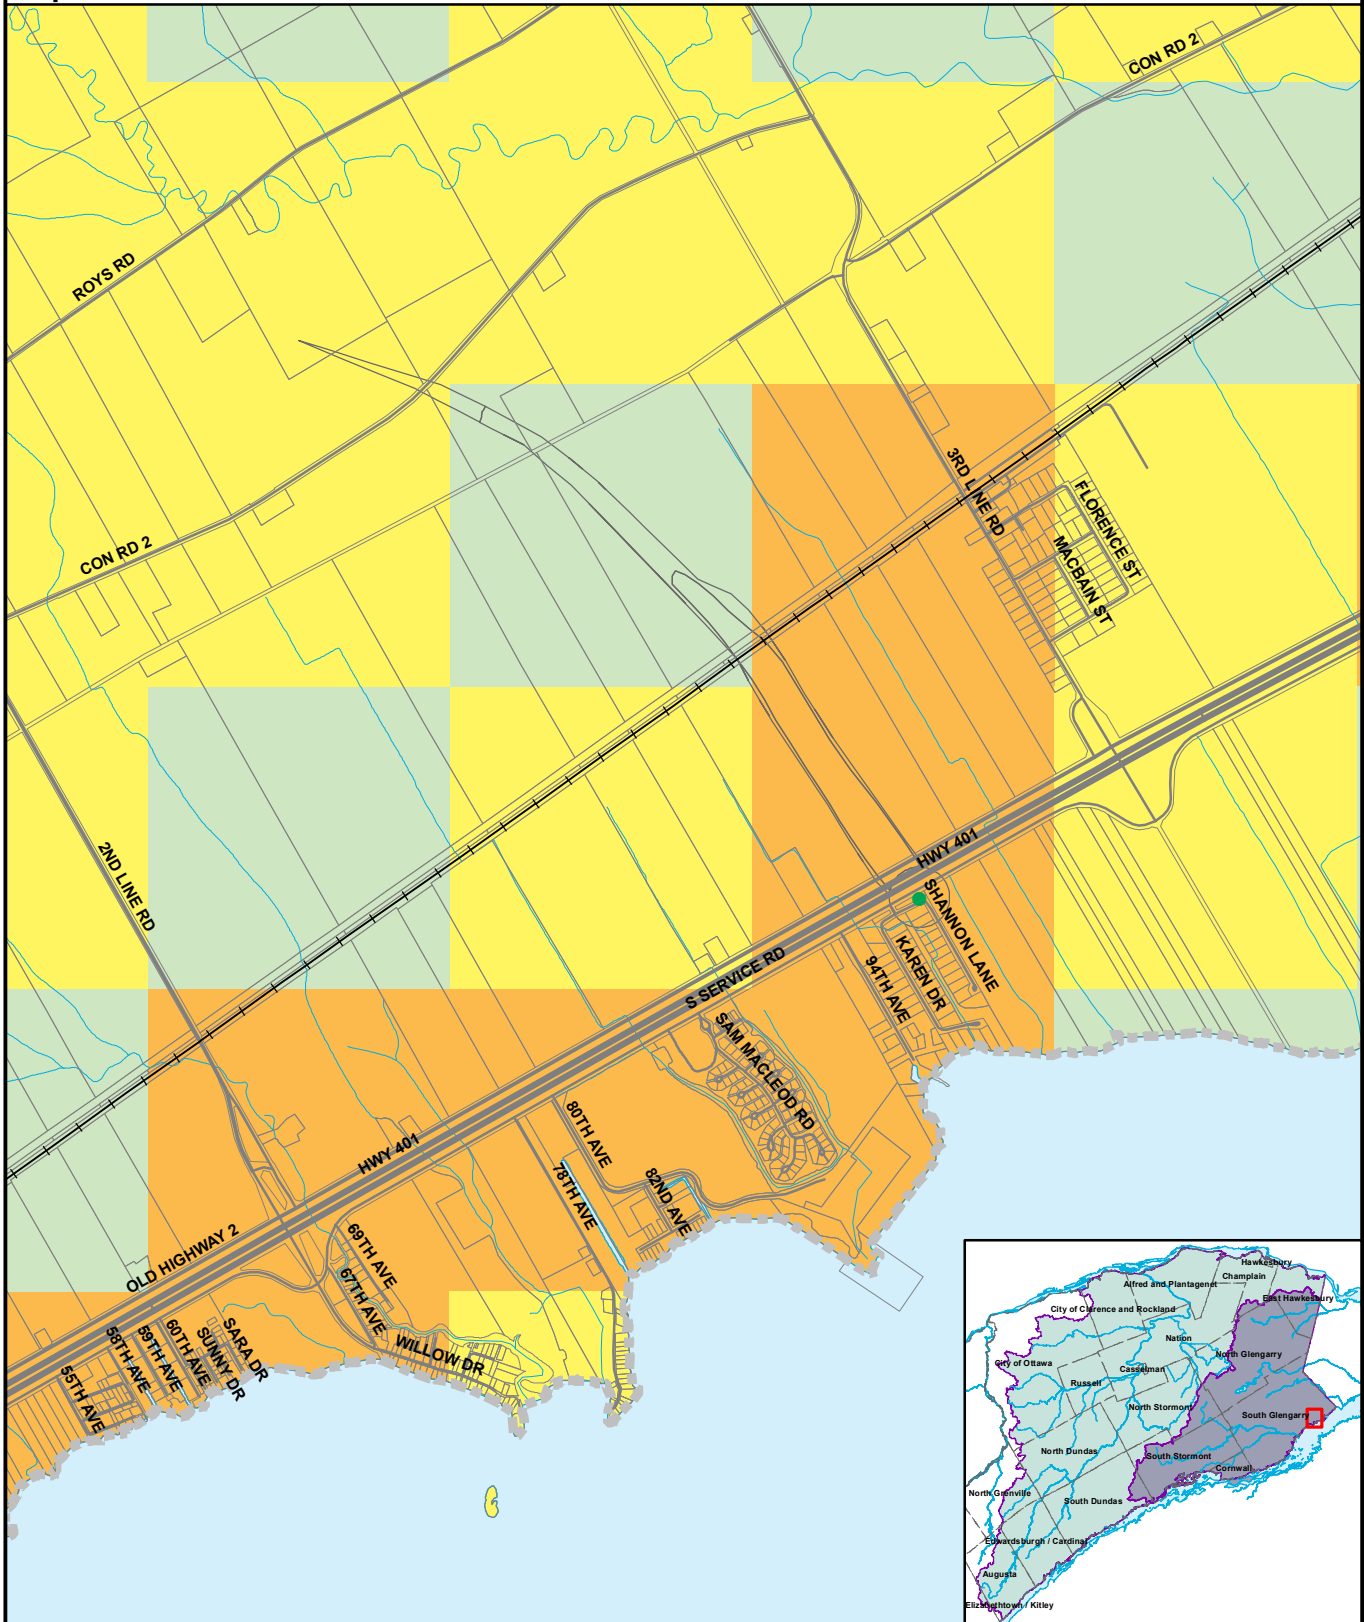 CON RD 2
ROYS RD
3RD LINE RD
FLORENCE ST
MACBAIN ST
CON RD 2
2ND LINE RD
HWY 401
SHANNON LANE
KAREN DR
94TH AVE
S SERVICE RD
SAM MACLEOD RD
80TH AVE
HWY 401
78TH AVE
82ND AVE
OLD HIGHWAY 2
69TH AVE
67TH AVE
WILLOW DR
SARA DR
SUNNY DR
60TH AVE
59TH AVE
58TH AVE
55TH AVE
Hawkesbury
Champlain
Alfred and Plantagenet
East Hawkesbury
City of Clarence and Rockland
Nation
North Glengarry
City of Ottawa
Casselman
Russell
North Stormont
South Glengarry
North Dundas
South Stormont
Cornwall
North Grenville
South Dundas
Edwardsburgh / Cardinal
Augusta
Elizabethtown / Kitley